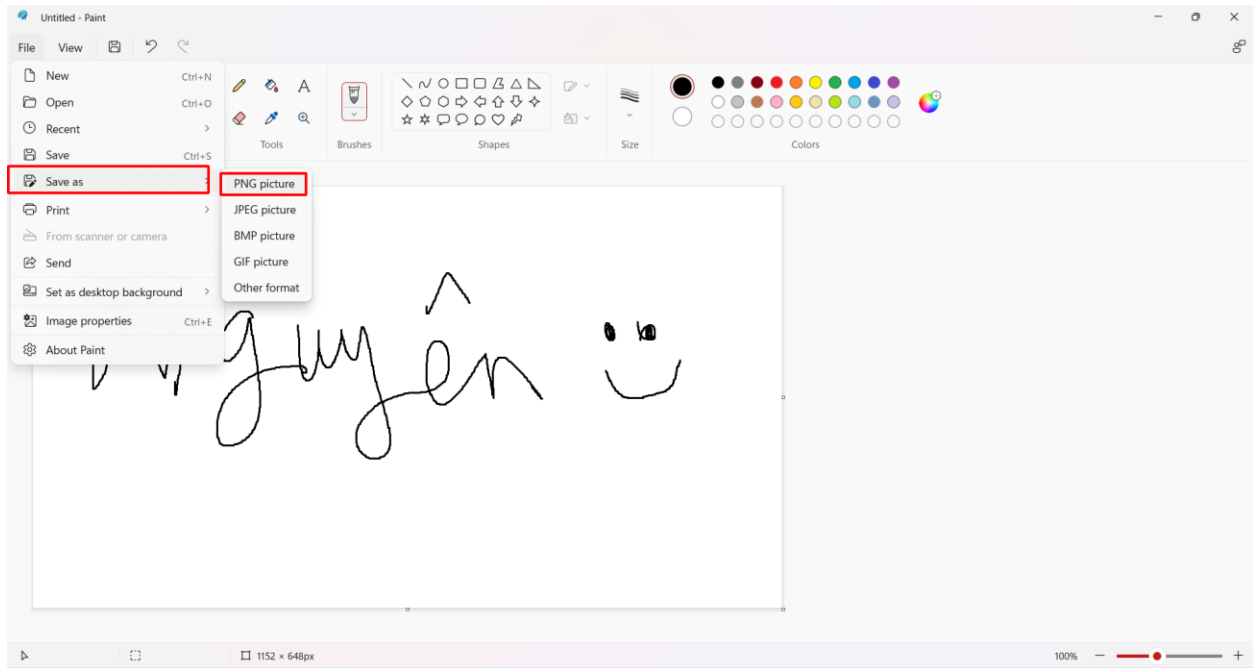 Untitled - Paint
File View
New Ctrl+N
Open Ctrl+O
Recent
Save Ctrl+S
Save as
Print
From scanner or camera
Send
Set as desktop background
Image properties Ctrl+E
About Paint
PNG picture
JPEG picture
BMP picture
GIF picture
Other format
A
Tools Brushes Shapes Size Colors
guyên
1152 × 648px 100%